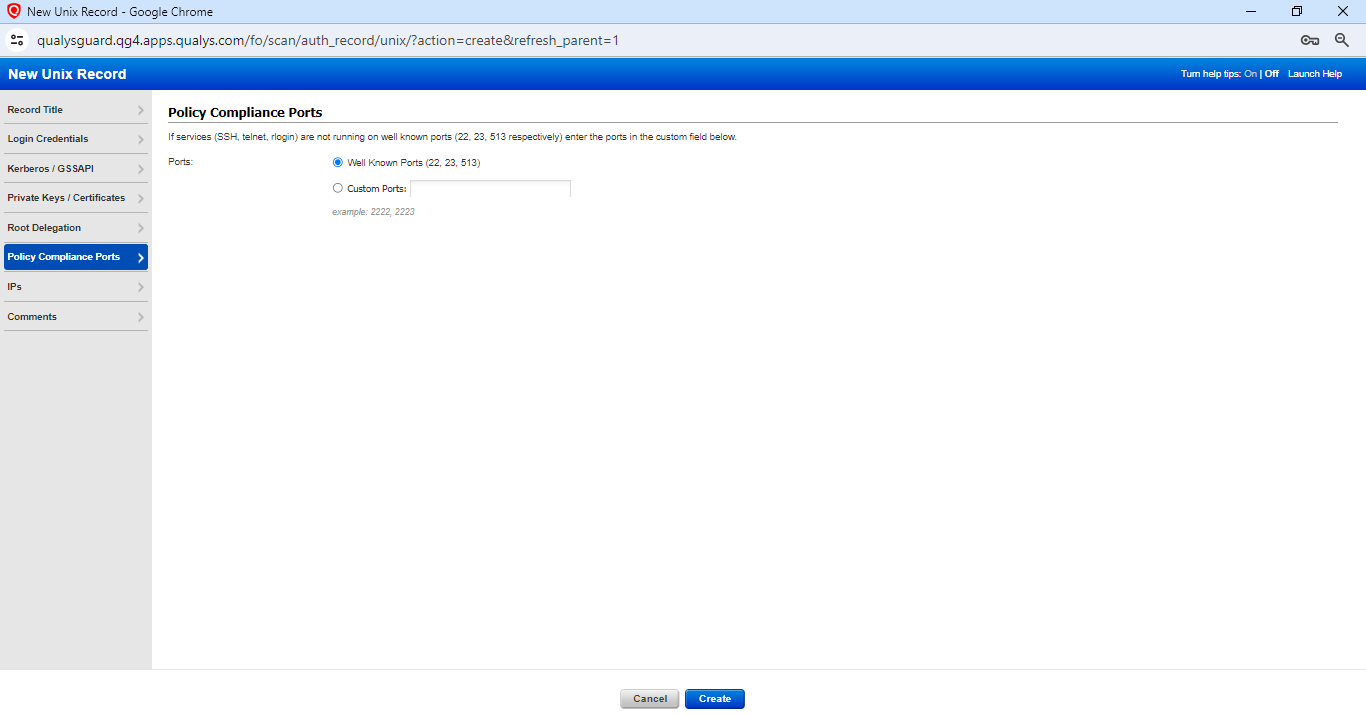 New Unix Record - Google Chrome
qualysguard.qg4.apps.qualys.com/fo/scan/auth_record/unix/?action=create&refresh_parent=1
New Unix Record
Turn help tips: On | Off Launch Help
Record Title
Login Credentials
Kerberos / GSSAPI
Private Keys / Certificates
Root Delegation
Policy Compliance Ports
IPs
Comments
Policy Compliance Ports
If services (SSH, telnet, rlogin) are not running on well known ports (22, 23, 513 respectively) enter the ports in the custom field below.
Ports:
Well Known Ports (22, 23, 513)
Custom Ports:
example: 2222, 2223
Cancel
Create